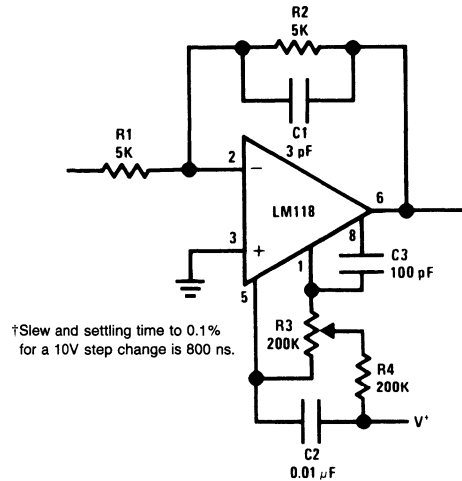 R2
5K
C1
3 pF
R1
5K
2
−
LM118
6
3
+
8
1
5
C3
100 pF
R3
200K
†Slew and settling time to 0.1%
for a 10V step change is 800 ns.
R4
200K
V+
C2
0.01 μF